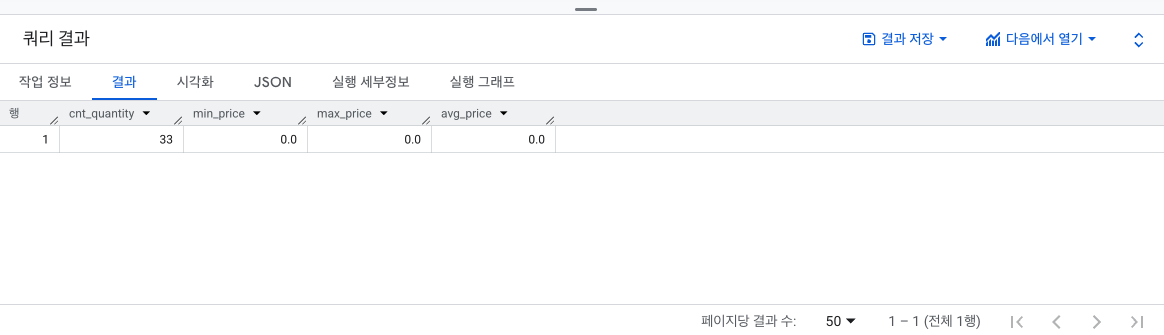 쿼리 결과
결과 저장
다음에서 열기
작업 정보 결과 시각화 JSON 실행 세부정보 실행 그래프
행 cnt_quantity min_price max_price avg_price
1 33 0.0 0.0 0.0
페이지당 결과 수: 50 1 – 1 (전체 1행)